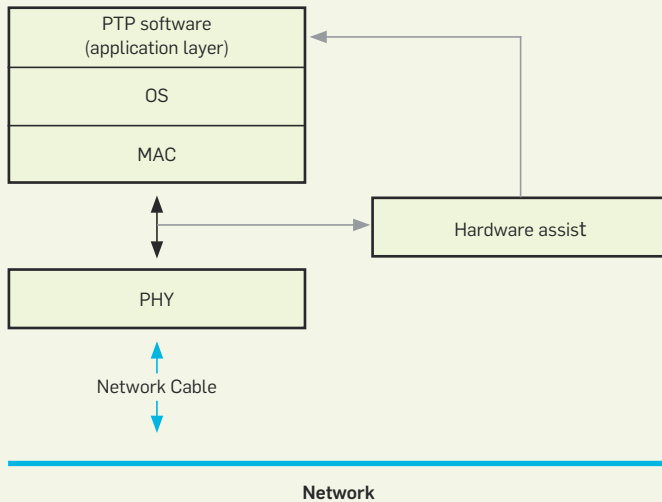 PTP software
(application layer)
OS
MAC
Hardware assist
PHY
Network Cable
Network